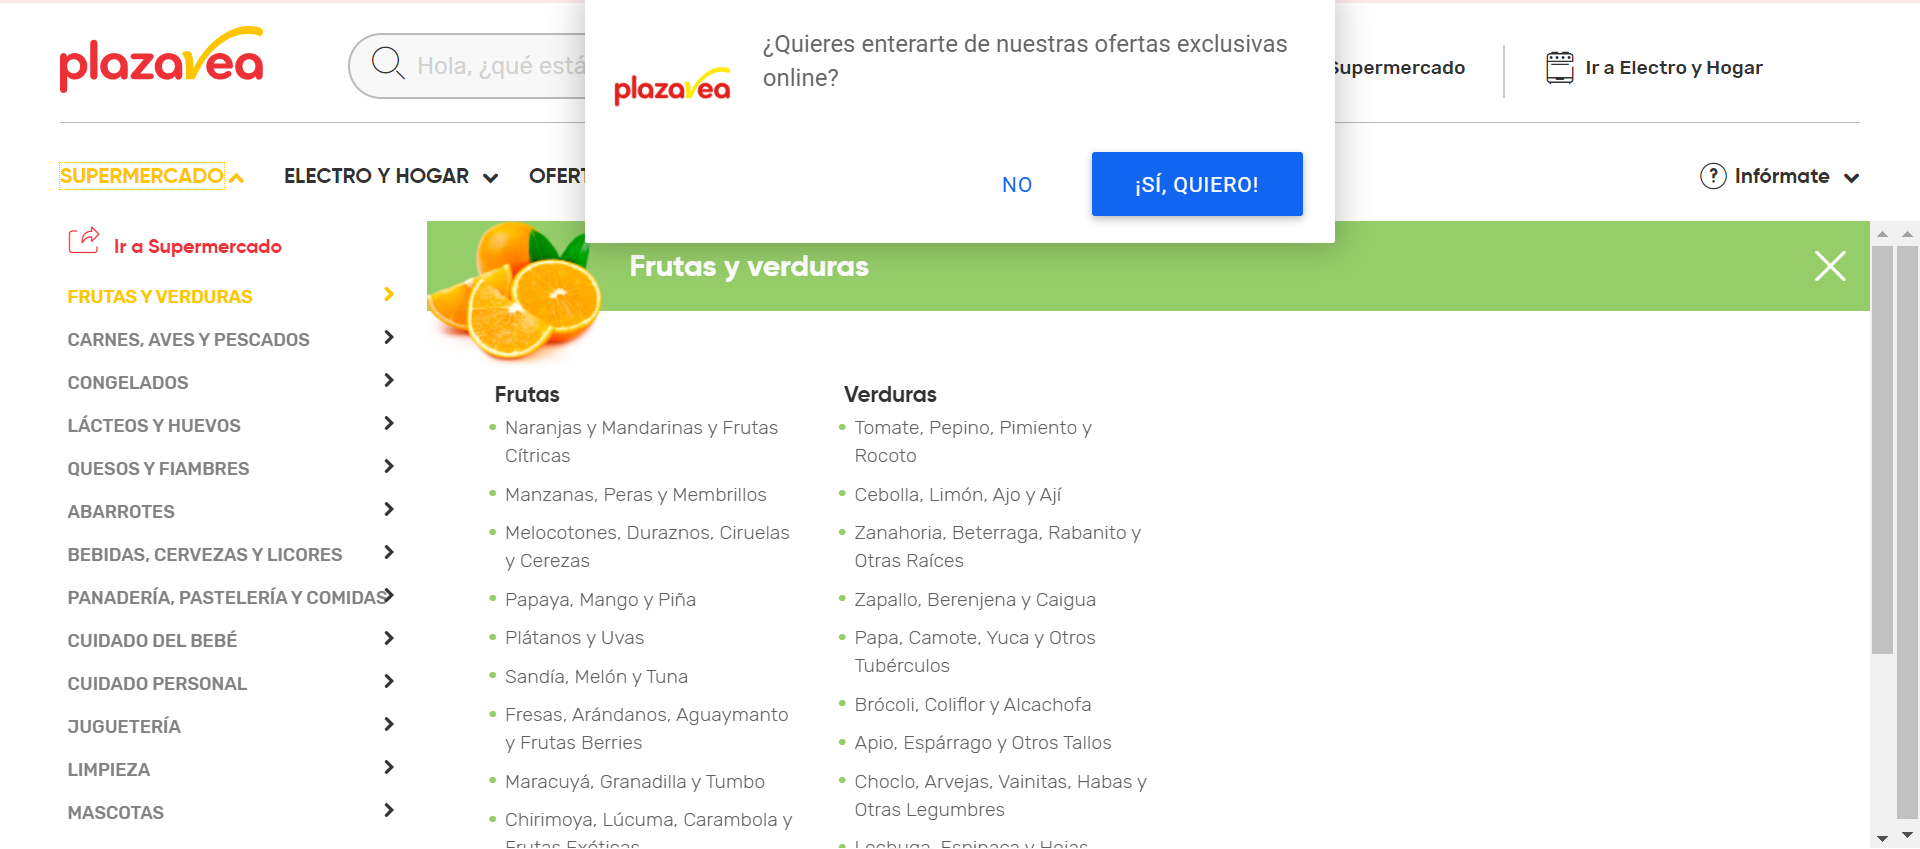 plazavea
Hola, ¿qué está
plazavea
¿Quieres enterarte de nuestras ofertas exclusivas
online?
NO
¡SÍ, QUIERO!
Supermercado
Ir a Electro y Hogar
SUPERMERCADO
ELECTRO Y HOGAR
OFERT
Infórmate
Ir a Supermercado
FRUTAS Y VERDURAS
CARNES, AVES Y PESCADOS
CONGELADOS
LÁCTEOS Y HUEVOS
QUESOS Y FIAMBRES
ABARROTES
BEBIDAS, CERVEZAS Y LICORES
PANADERÍA, PASTELERÍA Y COMIDAS
CUIDADO DEL BEBÉ
CUIDADO PERSONAL
JUGUETERÍA
LIMPIEZA
MASCOTAS
Frutas y verduras
Frutas
Naranjas y Mandarinas y Frutas
Cítricas
Manzanas, Peras y Membrillos
Melocotones, Duraznos, Ciruelas
y Cerezas
Papaya, Mango y Piña
Plátanos y Uvas
Sandía, Melón y Tuna
Fresas, Arándanos, Aguaymanto
y Frutas Berries
Maracuyá, Granadilla y Tumbo
Chirimoya, Lúcuma, Carambola y
Frutas Exóticas
Verduras
Tomate, Pepino, Pimiento y
Rocoto
Cebolla, Limón, Ajo y Ají
Zanahoria, Beterraga, Rabanito y
Otras Raíces
Zapallo, Berenjena y Caigua
Papa, Camote, Yuca y Otros
Tubérculos
Brócoli, Coliflor y Alcachofa
Apio, Espárrago y Otros Tallos
Choclo, Arvejas, Vainitas, Habas y
Otras Legumbres
Lechuga, Espinaca y Hojas